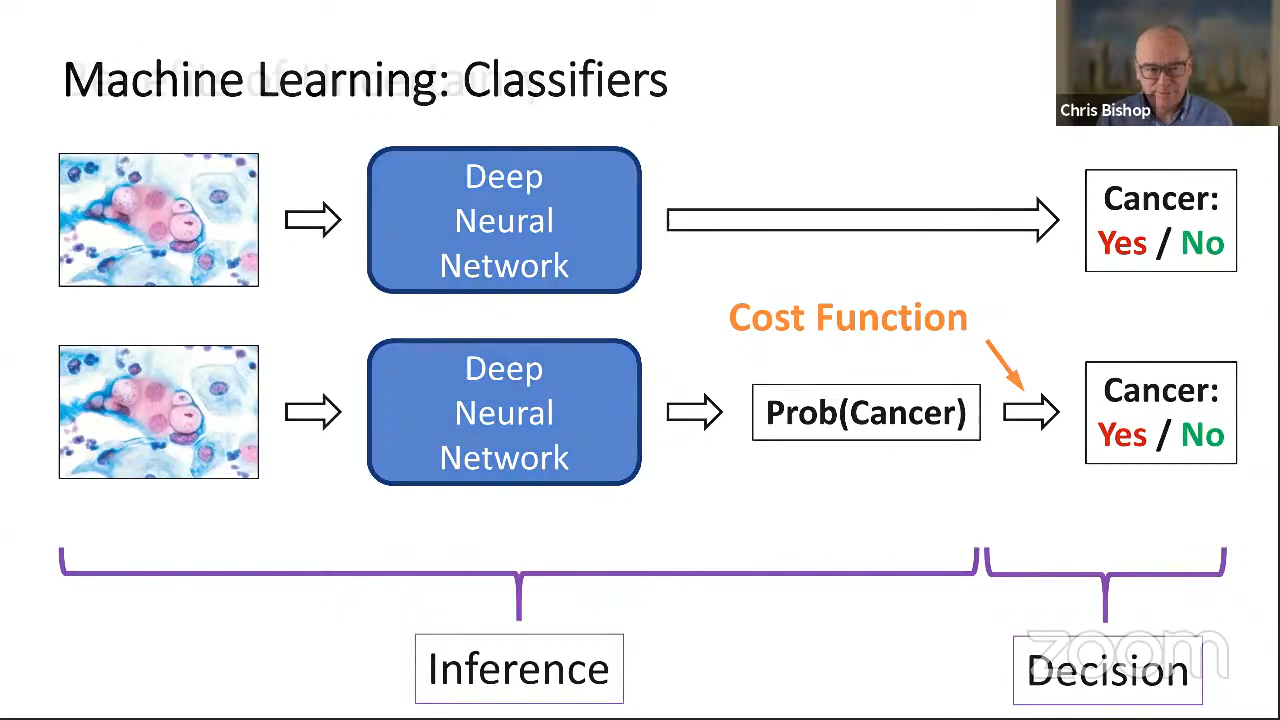 Machine Learning: Classifiers
Chris Bishop
Deep
Neural
Network
Cancer:
Yes / No
Cost Function
Deep
Neural
Network
Prob(Cancer)
Cancer:
Yes / No
Inference
Decision
zoom